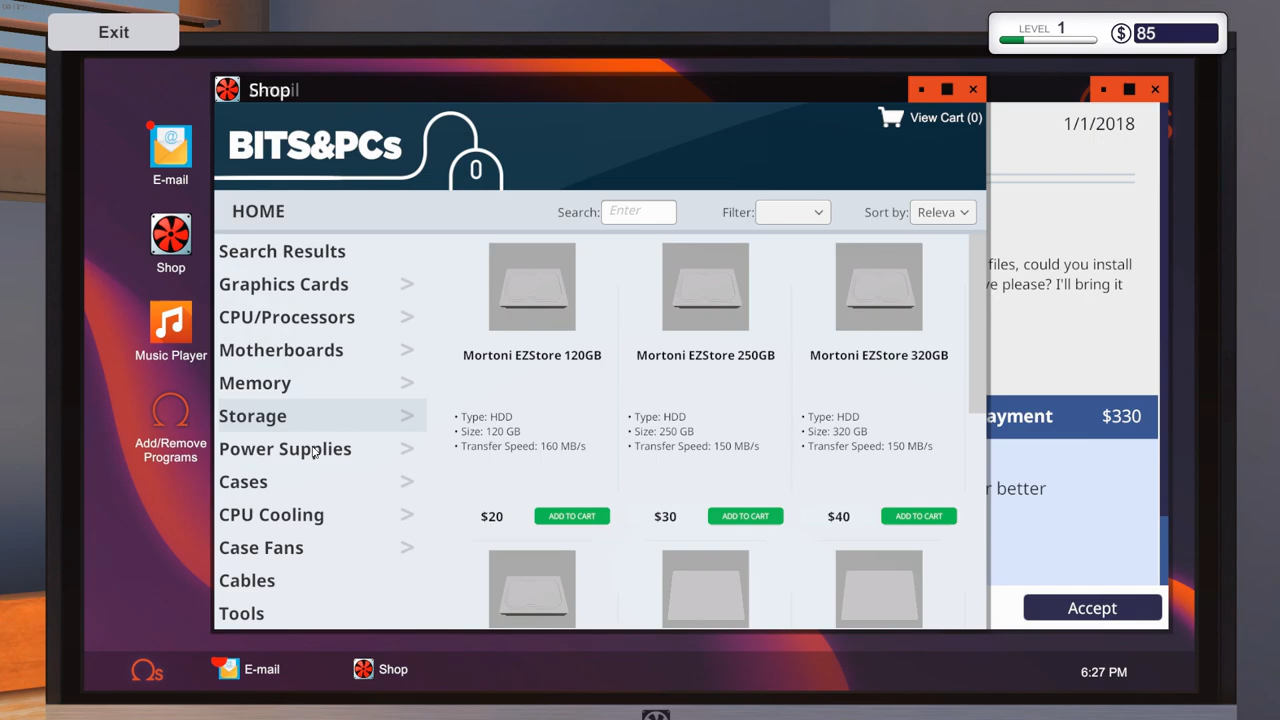 Exit
LEVEL 1
$ 85
Shop
BITS&PCs
View Cart (0)
1/1/2018
HOME
Search: Enter
Filter:
Sort by: Releva
Search Results
Graphics Cards >
CPU/Processors >
Motherboards >
Memory >
Storage >
Power Supplies >
Cases >
CPU Cooling >
Case Fans >
Cables
Tools
Mortoni EZStore 120GB
• Type: HDD
• Size: 120 GB
• Transfer Speed: 160 MB/s
$20
ADD TO CART
Mortoni EZStore 250GB
• Type: HDD
• Size: 250 GB
• Transfer Speed: 150 MB/s
$30
ADD TO CART
Mortoni EZStore 320GB
• Type: HDD
• Size: 320 GB
• Transfer Speed: 150 MB/s
$40
ADD TO CART
files, could you install
ve please? I'll bring it
ayment $330
r better
Accept
E-mail
Shop
Music Player
Add/Remove
Programs
E-mail
Shop
6:27 PM